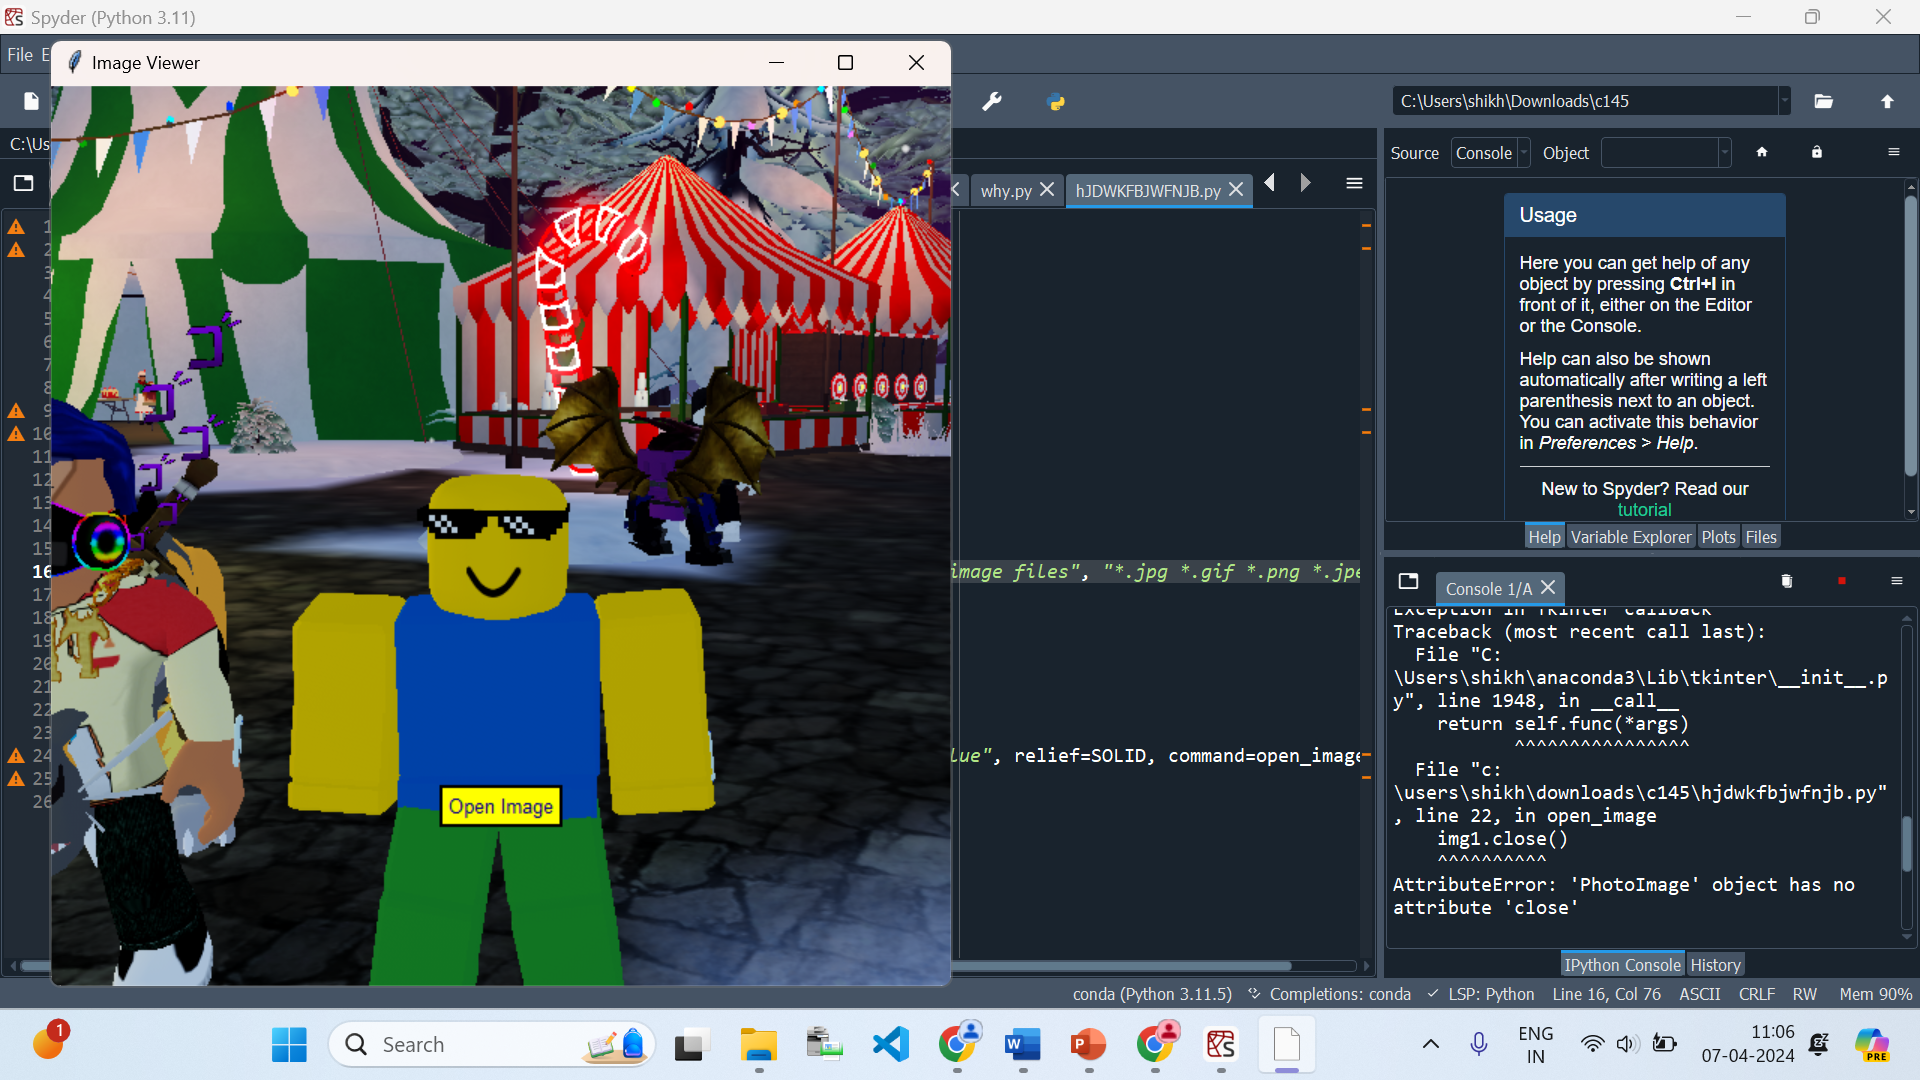 Spyder (Python 3.11)
File E
Image Viewer
C:\Users\shikh\Downloads\c145
C:\Us
why.py
hJDWKFBJWFNJB.py
Source Console Object
1
2
3
4
5
6
7
8
9
10
11
12
13
14
15
16
17
18
19
20
21
22
23
24
25
26
image files", "*.jpg *.gif *.png *.jpe
lue", relief=SOLID, command=open_image
Open Image
Usage
Here you can get help of any
object by pressing Ctrl+I in
front of it, either on the Editor
or the Console.
Help can also be shown
automatically after writing a left
parenthesis next to an object.
You can activate this behavior
in Preferences > Help.
New to Spyder? Read our
tutorial
Help Variable Explorer Plots Files
Console 1/A
Exception in Tkinter callback
Traceback (most recent call last):
File "C:
\Users\shikh\anaconda3\Lib\tkinter\__init__.p
y", line 1948, in __call__
return self.func(*args)
^^^^^^^^^^^^^^^^
File "c:
\users\shikh\downloads\c145\hjdwkfbjwfnjb.py"
, line 22, in open_image
img1.close()
^^^^^^^^^^
AttributeError: 'PhotoImage' object has no
attribute 'close'
IPython Console History
conda (Python 3.11.5) Completions: conda LSP: Python Line 16, Col 76 ASCII CRLF RW Mem 90%
1
Search
W
P
ENG
IN
11:06
07-04-2024
PRE